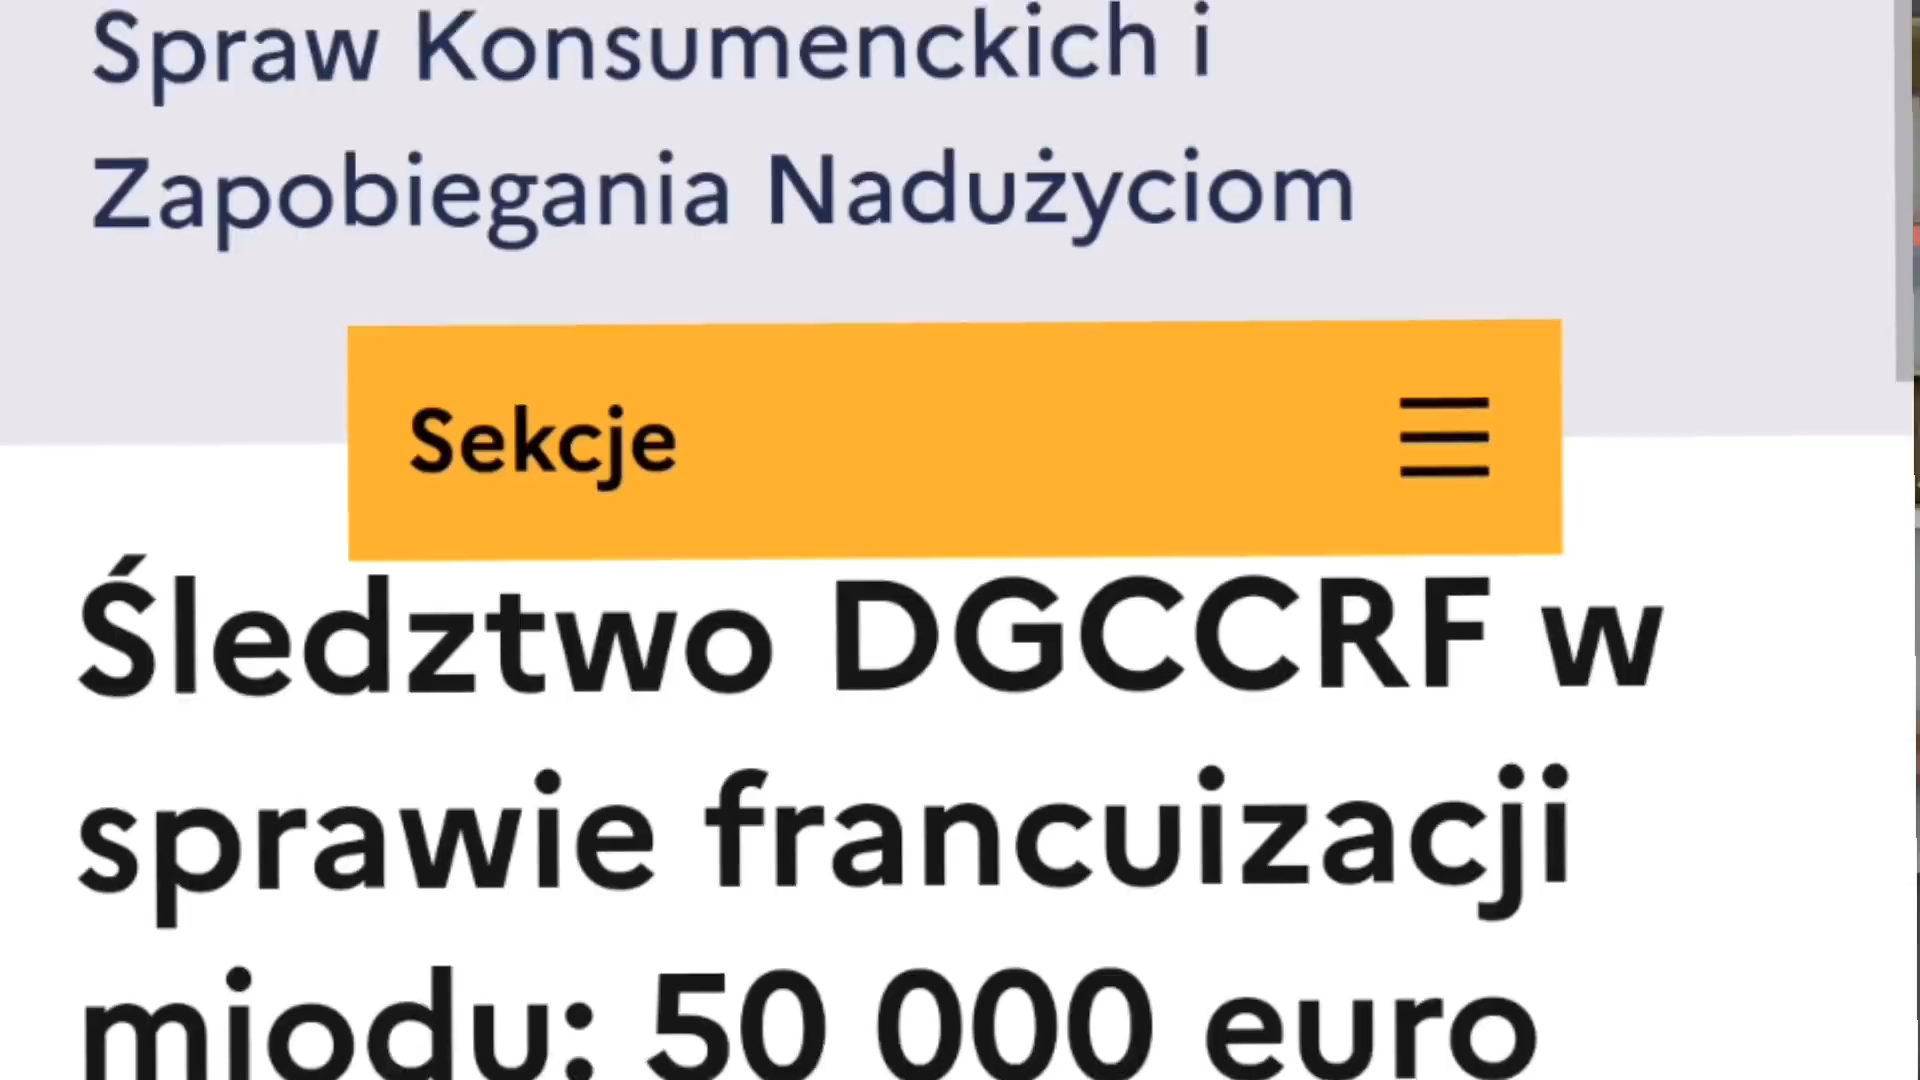 Spraw Konsumenckich i
Zapobiegania Nadużyciom
Sekcje
Śledztwo DGCCRF w
sprawie francuizacji
miodu: 50 000 euro